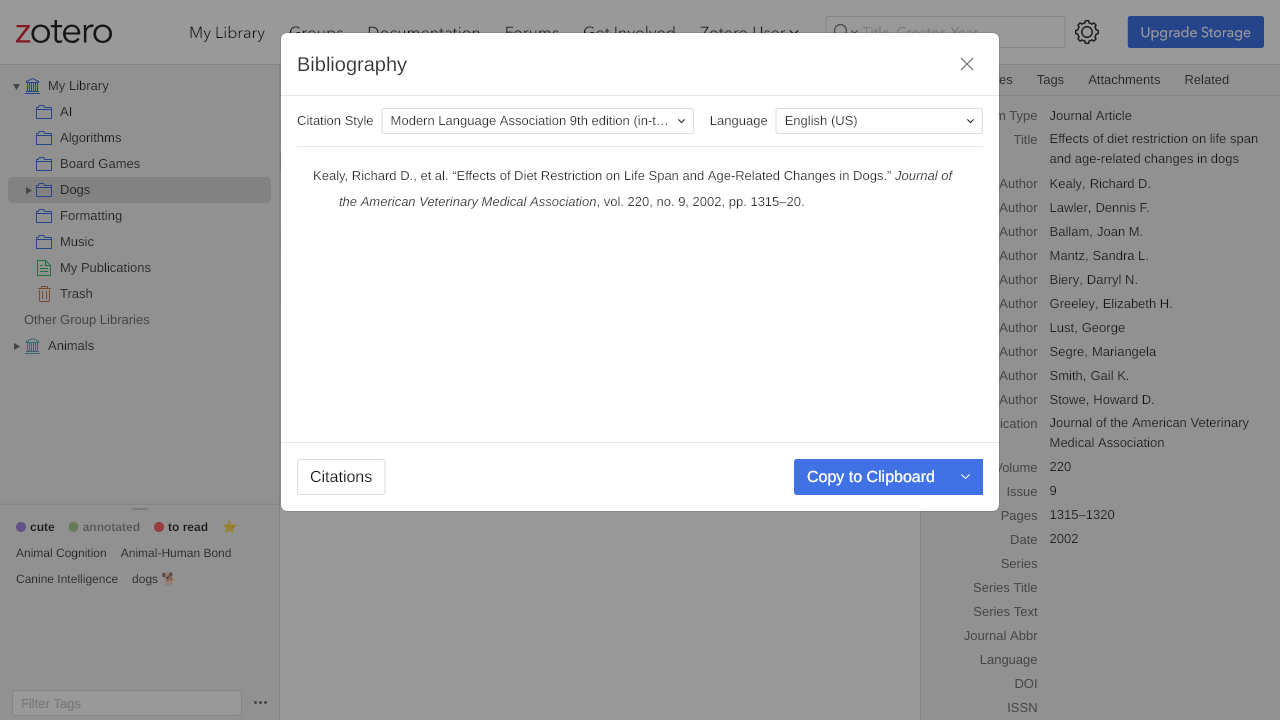 zotero
My Library Groups Documentation Forums Get Involved Zotero User Title, Creator, Year Upgrade Storage
My Library
AI
Algorithms
Board Games
Dogs
Formatting
Music
My Publications
Trash
Other Group Libraries
Animals
cute annotated to read
Animal Cognition Animal-Human Bond
Canine Intelligence dogs
Filter Tags
Bibliography
Citation Style Modern Language Association 9th edition (in-t… Language English (US)
Kealy, Richard D., et al. “Effects of Diet Restriction on Life Span and Age-Related Changes in Dogs.” Journal of
the American Veterinary Medical Association, vol. 220, no. 9, 2002, pp. 1315–20.
Citations Copy to Clipboard
Tags Attachments Related
Type Journal Article
Title Effects of diet restriction on life span
and age-related changes in dogs
Author Kealy, Richard D.
Author Lawler, Dennis F.
Author Ballam, Joan M.
Author Mantz, Sandra L.
Author Biery, Darryl N.
Author Greeley, Elizabeth H.
Author Lust, George
Author Segre, Mariangela
Author Smith, Gail K.
Author Stowe, Howard D.
ication Journal of the American Veterinary
Medical Association
Volume 220
Issue 9
Pages 1315–1320
Date 2002
Series
Series Title
Series Text
Journal Abbr
Language
DOI
ISSN